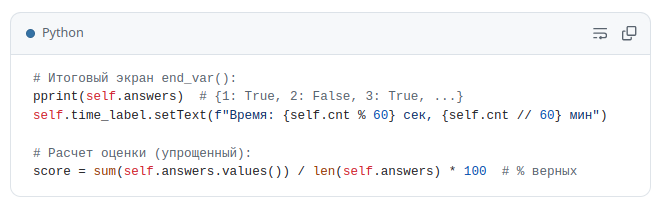 Python
# Итоговый экран end_var():
pprint(self.answers)  # {1: True, 2: False, 3: True, ...}
self.time_label.setText(f"Время: {self.cnt % 60} сек, {self.cnt // 60} мин")
# Расчет оценки (упрощенный):
score = sum(self.answers.values()) / len(self.answers) * 100  # % верных